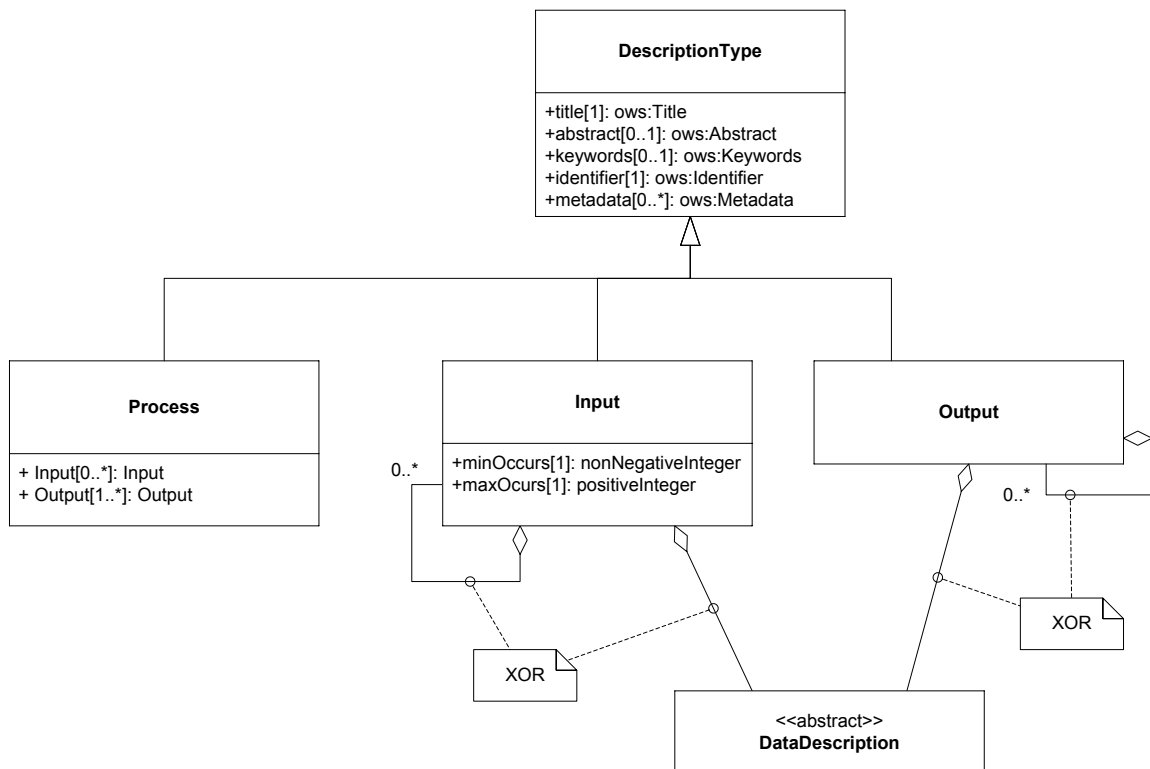 DescriptionType
+title[1]: ows:Title
+abstract[0..1]: ows:Abstract
+keywords[0..1]: ows:Keywords
+identifier[1]: ows:Identifier
+metadata[0..*]: ows:Metadata
Process
+ Input[0..*]: Input
+ Output[1..*]: Output
Input
+minOccurs[1]: nonNegativeInteger
+maxOcurs[1]: positiveInteger
0..*
Output
0..*
XOR
XOR
<<abstract>>
DataDescription